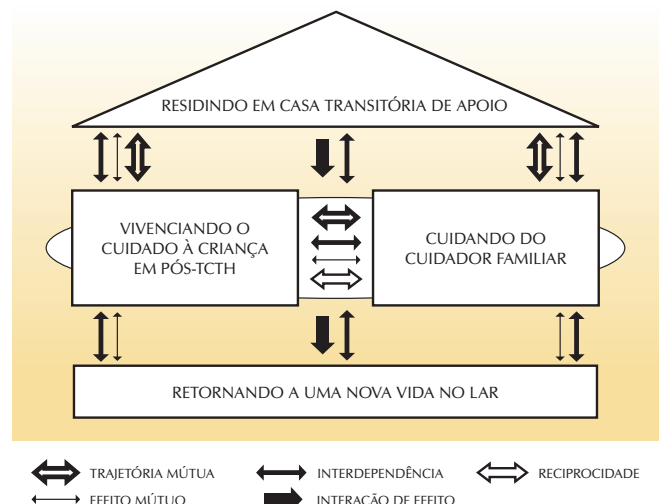 RESIDINDO EM CASA TRANSITÓRIA DE APOIO
VIVENCIANDO O
CUIDADO À CRIANÇA
EM PÓS-TCTH
CUIDANDO DO
CUIDADOR FAMILIAR
RETORNANDO A UMA NOVA VIDA NO LAR
TRAJETÓRIA MÚTUA
INTERDEPENDÊNCIA
RECIPROCIDADE
EFEITO MÚTUO
INTERAÇÃO DE EFEITO